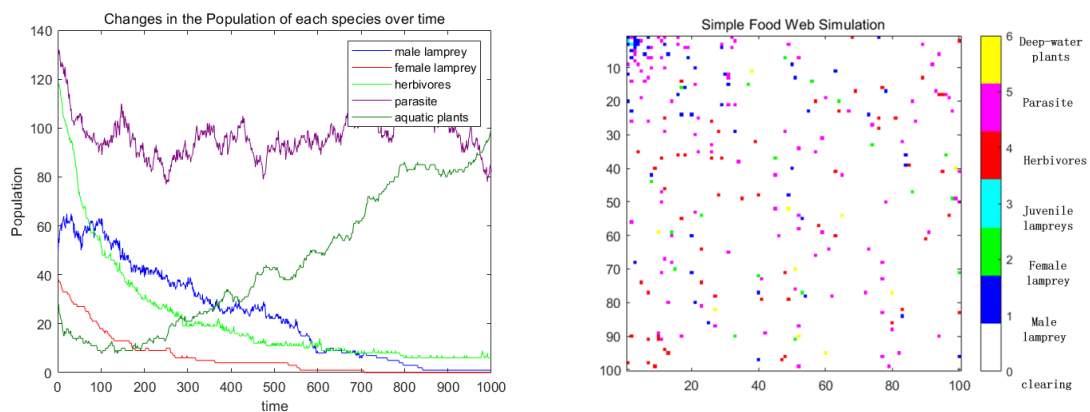 Changes in the Population of each species over time
140
120
100
80
60
40
20
0
Population
0 100 200 300 400 500 600 700 800 900 1000
time
male lamprey
female lamprey
herbivores
parasite
aquatic plants
Simple Food Web Simulation
10
20
30
40
50
60
70
80
90
100
20 40 60 80 100
6
5
4
3
2
1
0
Deep-water
plants
Parasite
Herbivores
Juvenile
lampreys
Female
lamprey
Male
lamprey
clearing